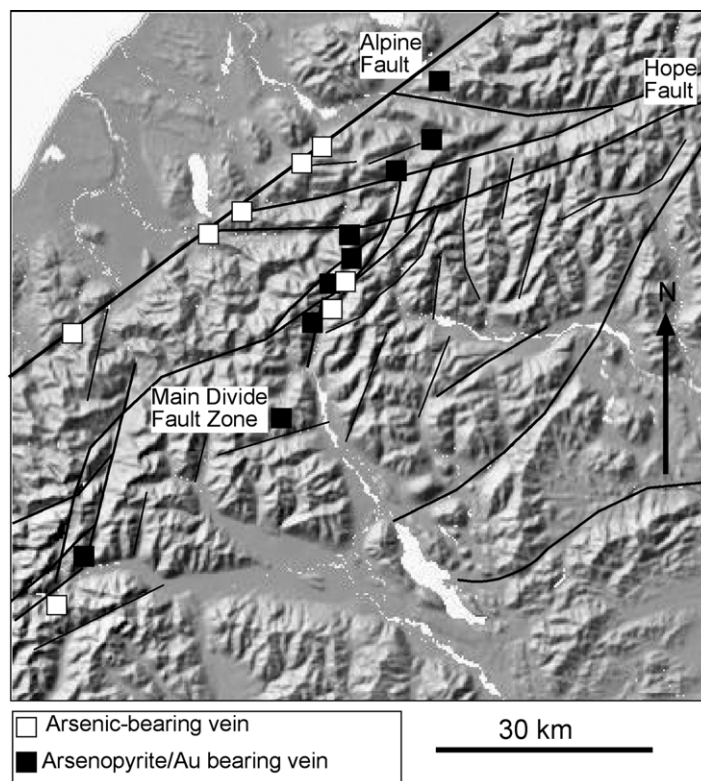 Alpine
Fault
Hope
Fault
N
Main Divide
Fault Zone
Arsenic-bearing vein
Arsenopyrite/Au bearing vein
30 km